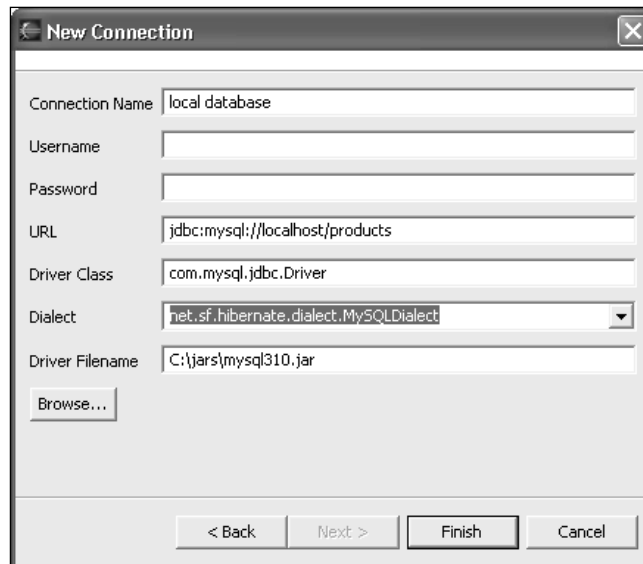 New Connection
Connection Name local database
Username
Password
URL jdbc:mysql://localhost/products
Driver Class com.mysql.jdbc.Driver
Dialect net.sf.hibernate.dialect.MySQLDialect
Driver Filename C:\jars\mysql310.jar
Browse...
< Back Next > Finish Cancel